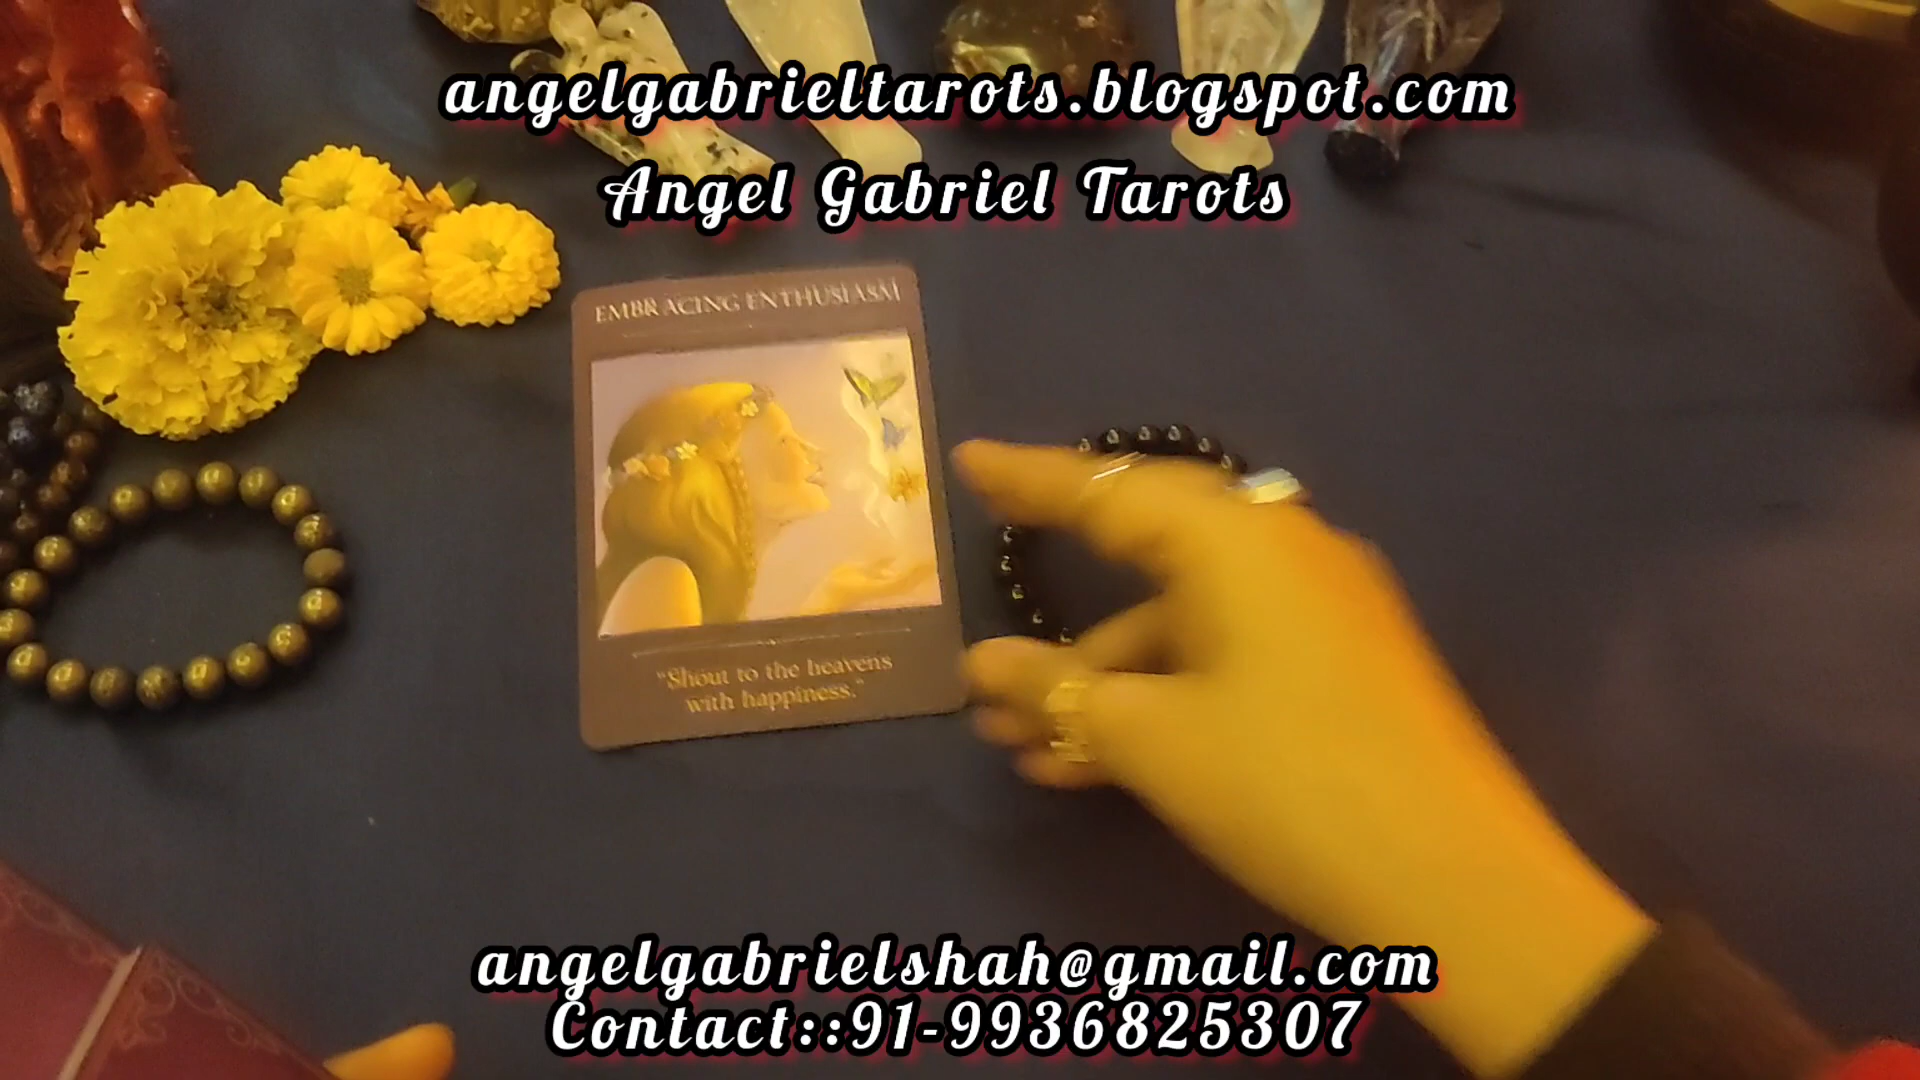 angelgabrieltarots.blogspot.com
Angel Gabriel Tarots
EMBRACING ENTHUSIASM
"Shout to the heavens
with happiness."
angelgabrielshah@gmail.com
Contact::91-9936825307